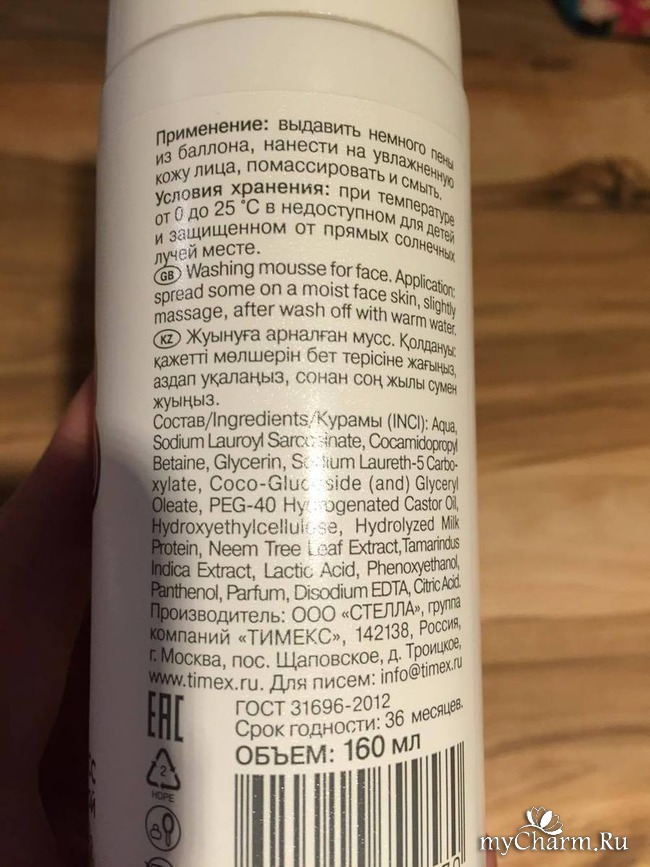 Применение: выдавить немного пены
из баллона, нанести на увлажненную
кожу лица, помассировать и смыть.
Условия хранения: при температуре
от 0 до 25 °С в недоступном для детей
и защищенном от прямых солнечных
лучей месте.
GB Washing mousse for face. Application:
spread some on a moist face skin, slightly
massage, after wash off with warm water.
KZ Жуынуға арналған мусс. Қолдануы:
қажетті мөлшерін бет терісіне жағыңыз,
аздап уқалаңыз, сонан соң жылы сумен
жуыңыз.
Состав/Ingredients/Курамы (INCI): Aqua,
Sodium Lauroyl Sarcosinate, Cocamidopropyl
Betaine, Glycerin, Sodium Laureth-5 Carbo-
xylate, Coco-Glucoside (and) Glyceryl
Oleate, PEG-40 Hydrogenated Castor Oil,
Hydroxyethylcellulose, Hydrolyzed Milk
Protein, Neem Tree Leaf Extract, Tamarindus
Indica Extract, Lactic Acid, Phenoxyethanol,
Panthenol, Parfum, Disodium EDTA, Citric Acid.
Производитель: ООО «СТЕЛЛА», группа
компаний «ТИМЕКС», 142138, Россия,
г. Москва, пос. Щаповское, д. Троицкое,
www.timex.ru. Для писем: info@timex.ru
ГОСТ 31696-2012
Срок годности: 36 месяцев.
ОБЪЕМ: 160 мл
EAC
2
HDPE
myCharm.Ru